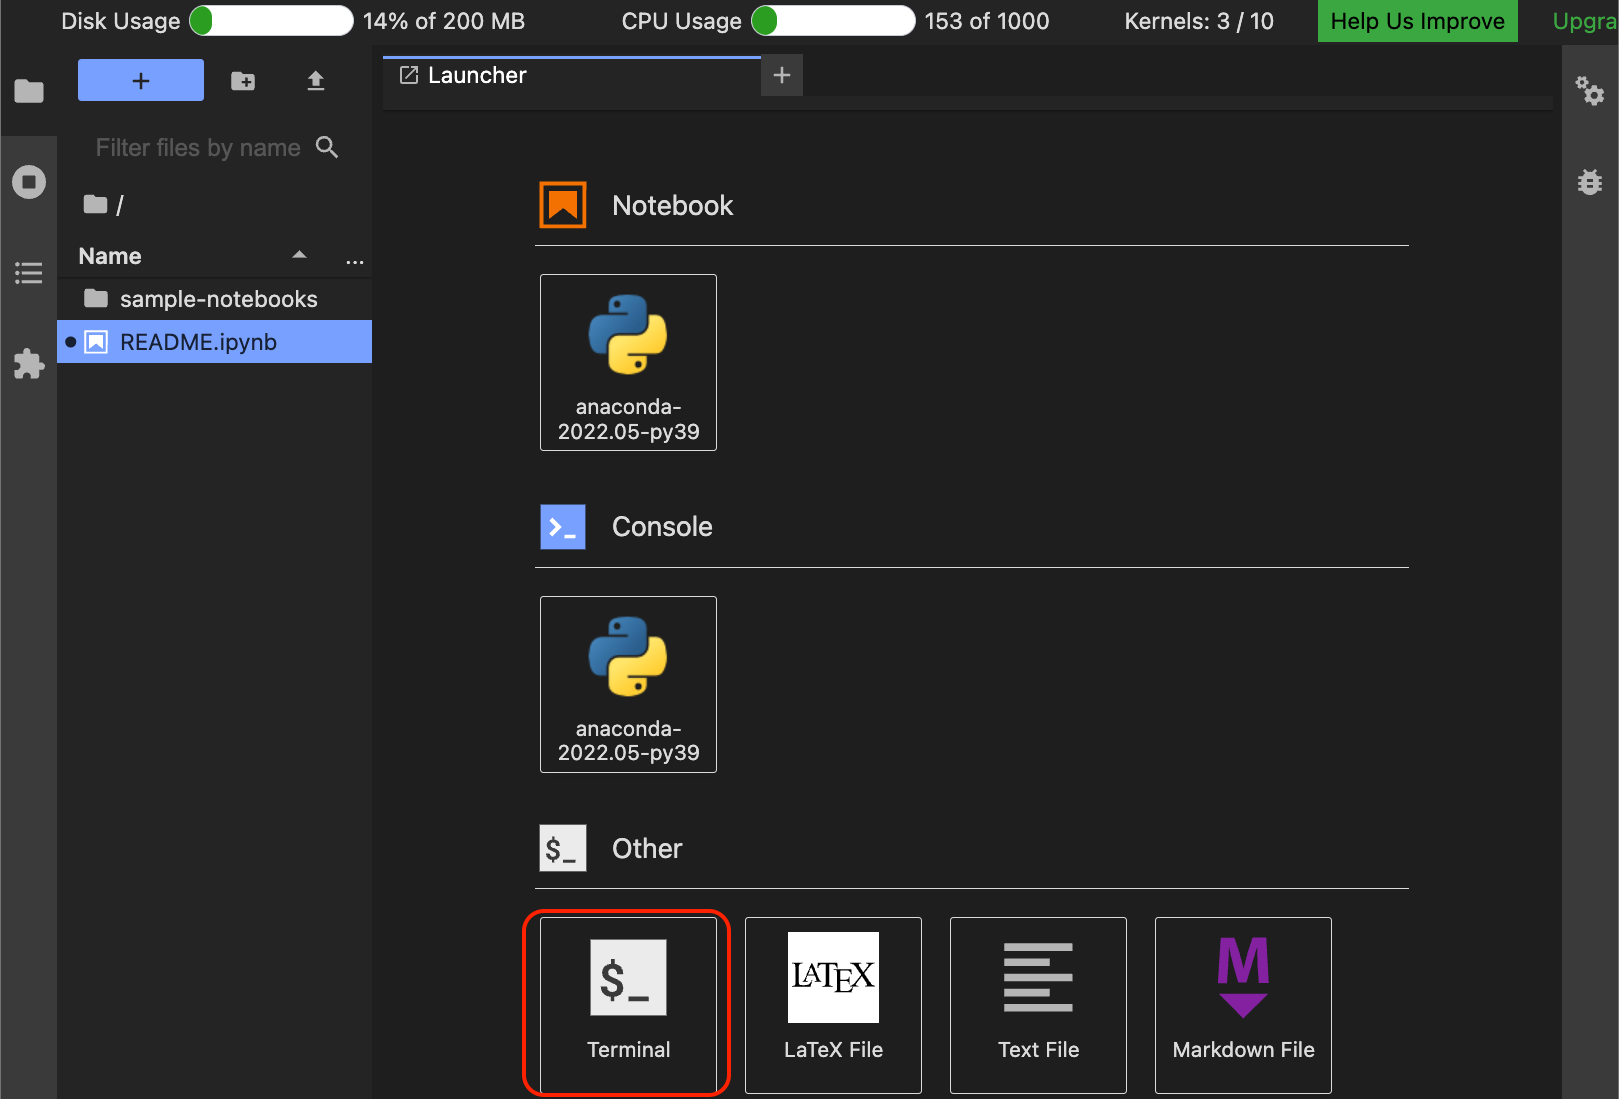 Disk Usage 14% of 200 MB CPU Usage 153 of 1000 Kernels: 3 / 10 Help Us Improve Upgra
+
Launcher
+
Filter files by name
/
Name
...
sample-notebooks
README.ipynb
Notebook
anaconda-
2022.05-py39
>_ Console
anaconda-
2022.05-py39
$_ Other
$_
Terminal
LATEX
LaTeX File
Text File
M
Markdown File